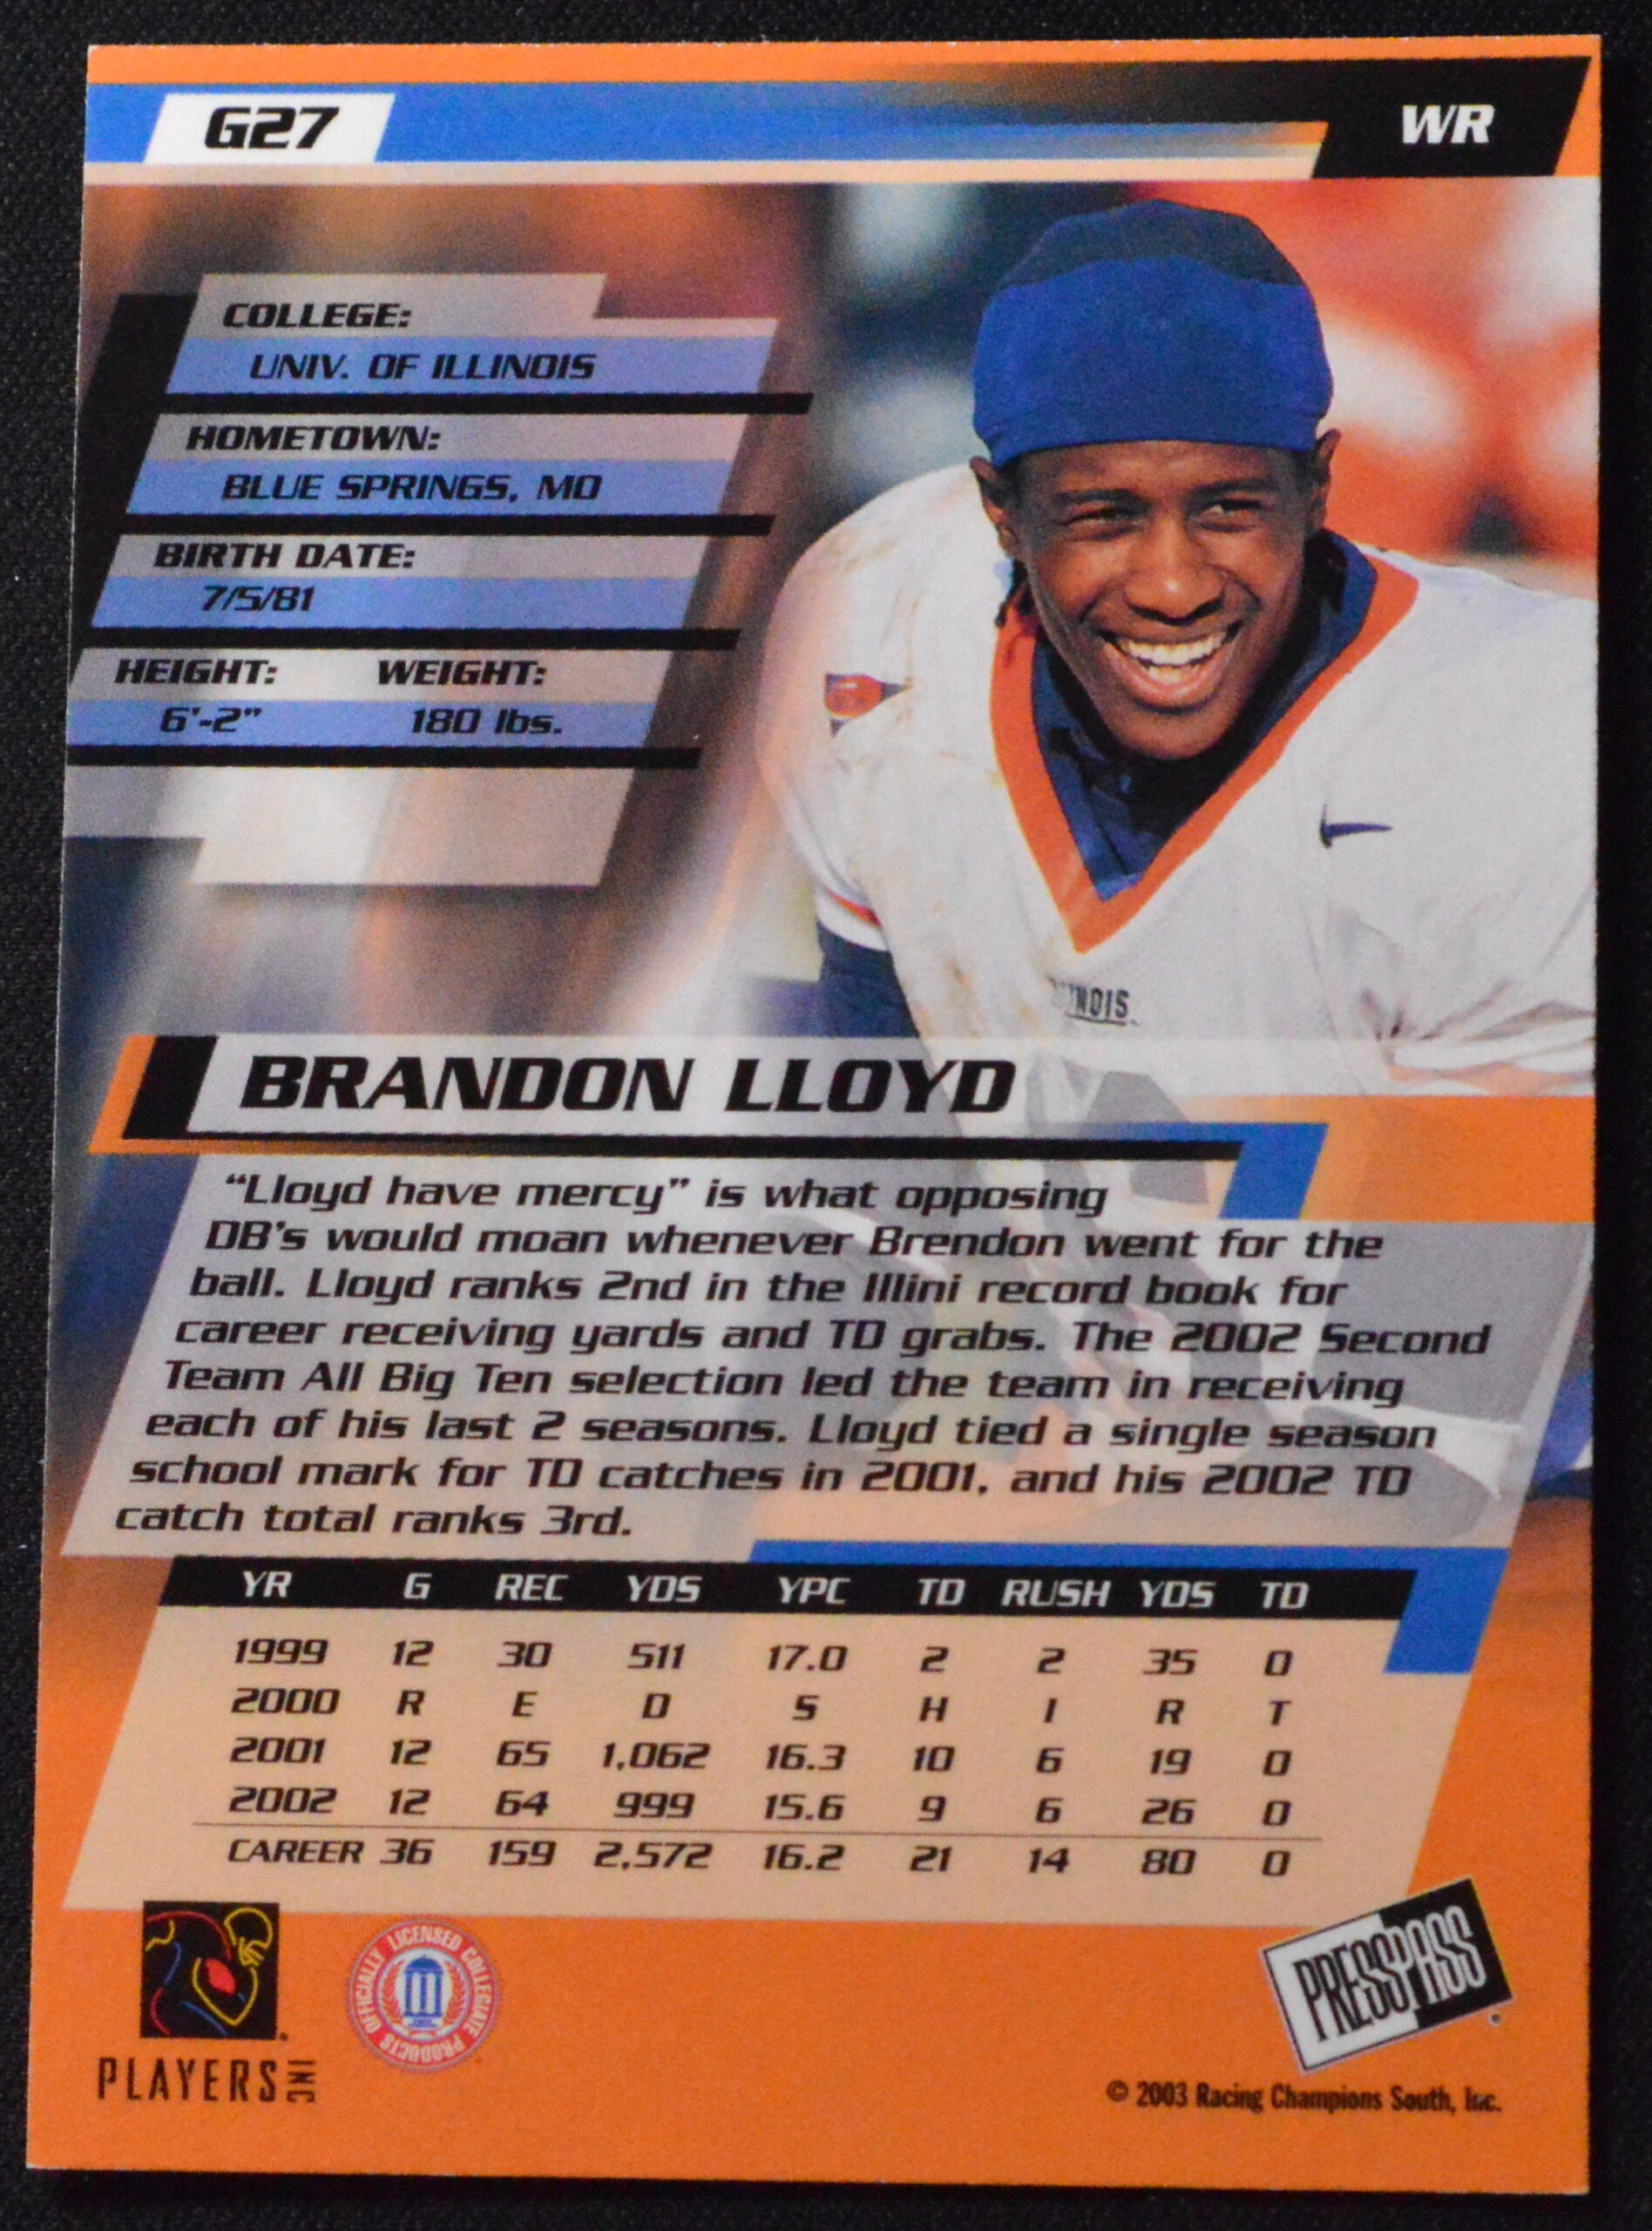 G27
WR
COLLEGE:
UNIV. OF ILLINOIS
HOMETOWN:
BLUE SPRINGS, MO
BIRTH DATE:
7/5/81
HEIGHT: WEIGHT:
6'-2" 180 lbs.
BRANDON LLOYD
“Lloyd have mercy” is what opposing
DB's would moan whenever Brendon went for the
ball. Lloyd ranks 2nd in the Illini record book for
career receiving yards and TD grabs. The 2002 Second
Team All Big Ten selection led the team in receiving
each of his last 2 seasons. Lloyd tied a single season
school mark for TD catches in 2001, and his 2002 TD
catch total ranks 3rd.
YR G REC YDS YPC TD RUSH YDS TD
1999 12 30 511 17.0 2 2 35 0
2000 R E D S H I R T
2001 12 65 1,062 16.3 10 6 19 0
2002 12 64 999 15.6 9 6 26 0
CAREER 36 159 2,572 16.2 21 14 80 0
PLAYERS INC
OFFICIALLY LICENSED COLLEGIATE PRODUCTS
PRESS PASS
© 2003 Racing Champions South, Inc.